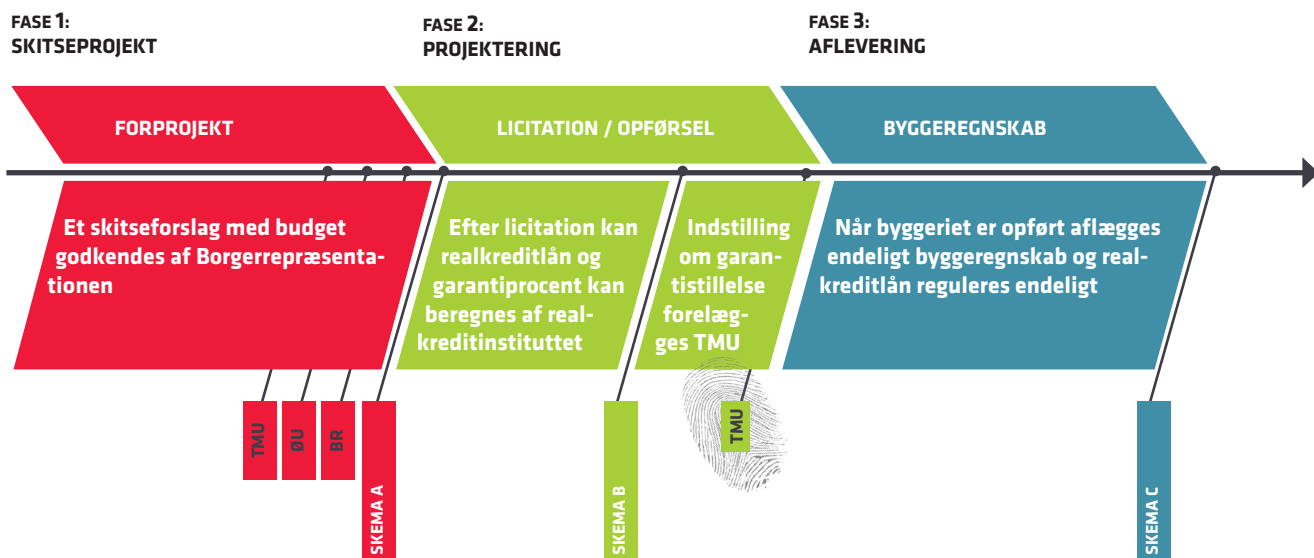 FASE 1:
SKITSEPROJEKT
FASE 2:
PROJEKTERING
FASE 3:
AFLEVERING
FORPROJEKT
LICITATION / OPFØRSEL
BYGGEREGNSKAB
Et skitseforslag med budget
godkendes af Borgerrepræsenta-
tionen
Efter licitation kan
realkreditlån og
garantiprocent kan
beregnes af real-
kreditinstituttet
Indstilling
om garan-
tistillelse
forelæg-
ges TMU
Når byggeriet er opført aflægges
endeligt byggeregnskab og real-
kreditlån reguleres endeligt
TMU
ØU
BR
SKEMA A
SKEMA B
TMU
SKEMA C